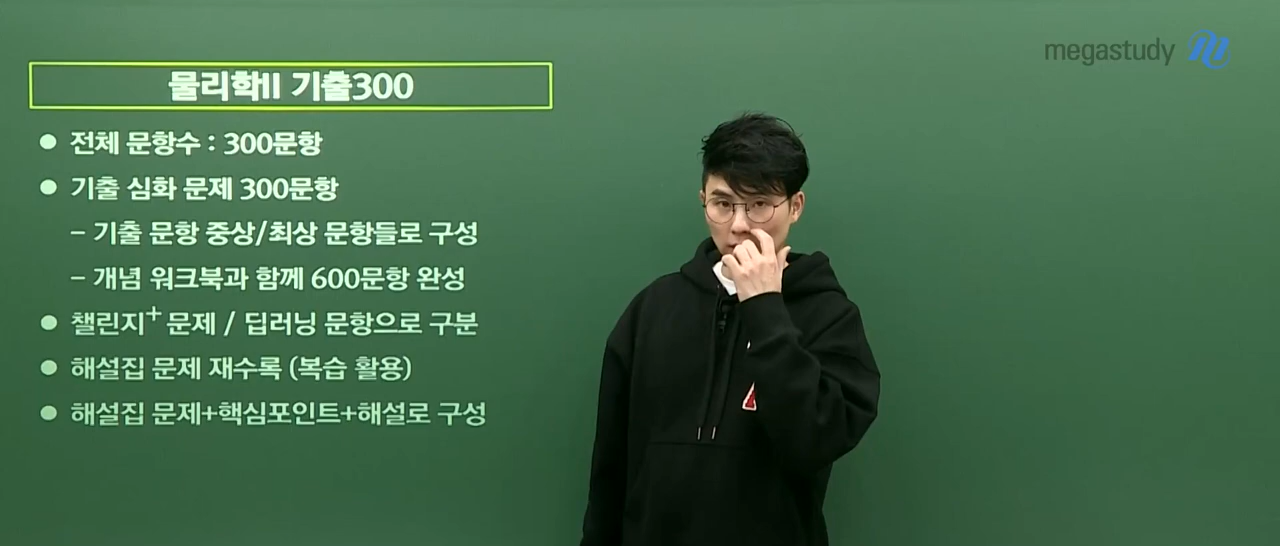 megastudy
물리학II 기출300
● 전체 문항수 : 300문항
● 기출 심화 문제 300문항
– 기출 문항 중상/최상 문항들로 구성
– 개념 워크북과 함께 600문항 완성
● 챌린지+ 문제 / 딥러닝 문항으로 구분
● 해설집 문제 재수록 (복습 활용)
● 해설집 문제+핵심포인트+해설로 구성